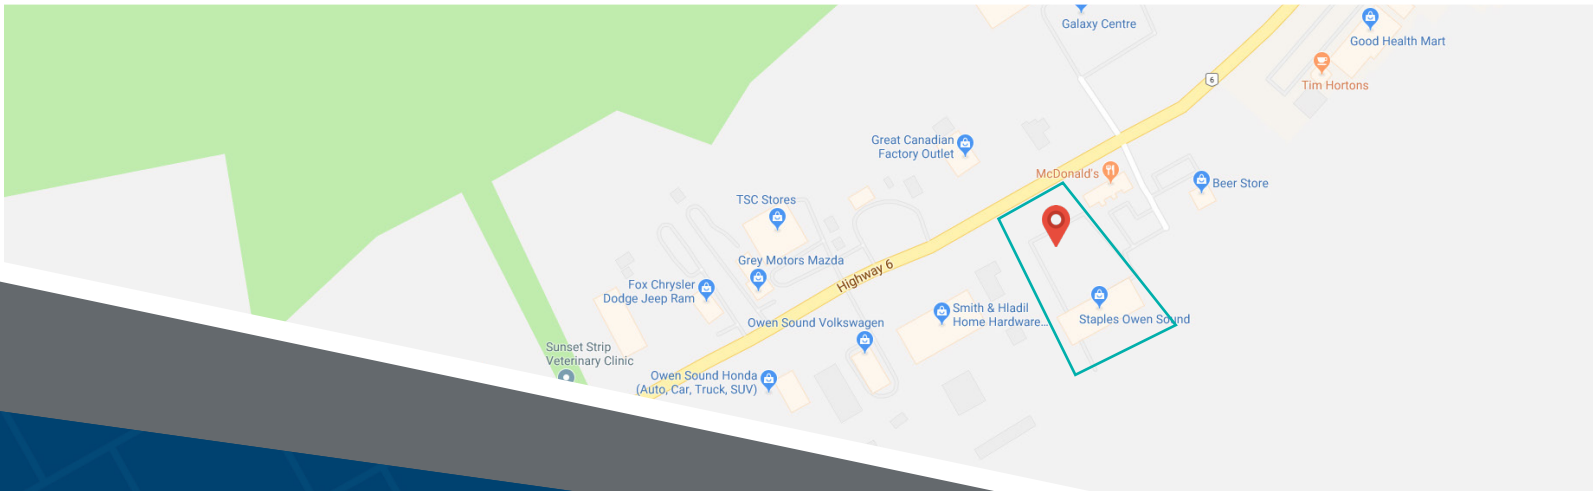 Galaxy Centre
Good Health Mart
6
Tim Hortons
Great Canadian
Factory Outlet
McDonald's
Beer Store
TSC Stores
Grey Motors Mazda
Highway 6
Fox Chrysler
Dodge Jeep Ram
Smith & Hladil
Home Hardware...
Staples Owen Sound
Owen Sound Volkswagen
Sunset Strip
Veterinary Clinic
Owen Sound Honda
(Auto, Car, Truck, SUV)